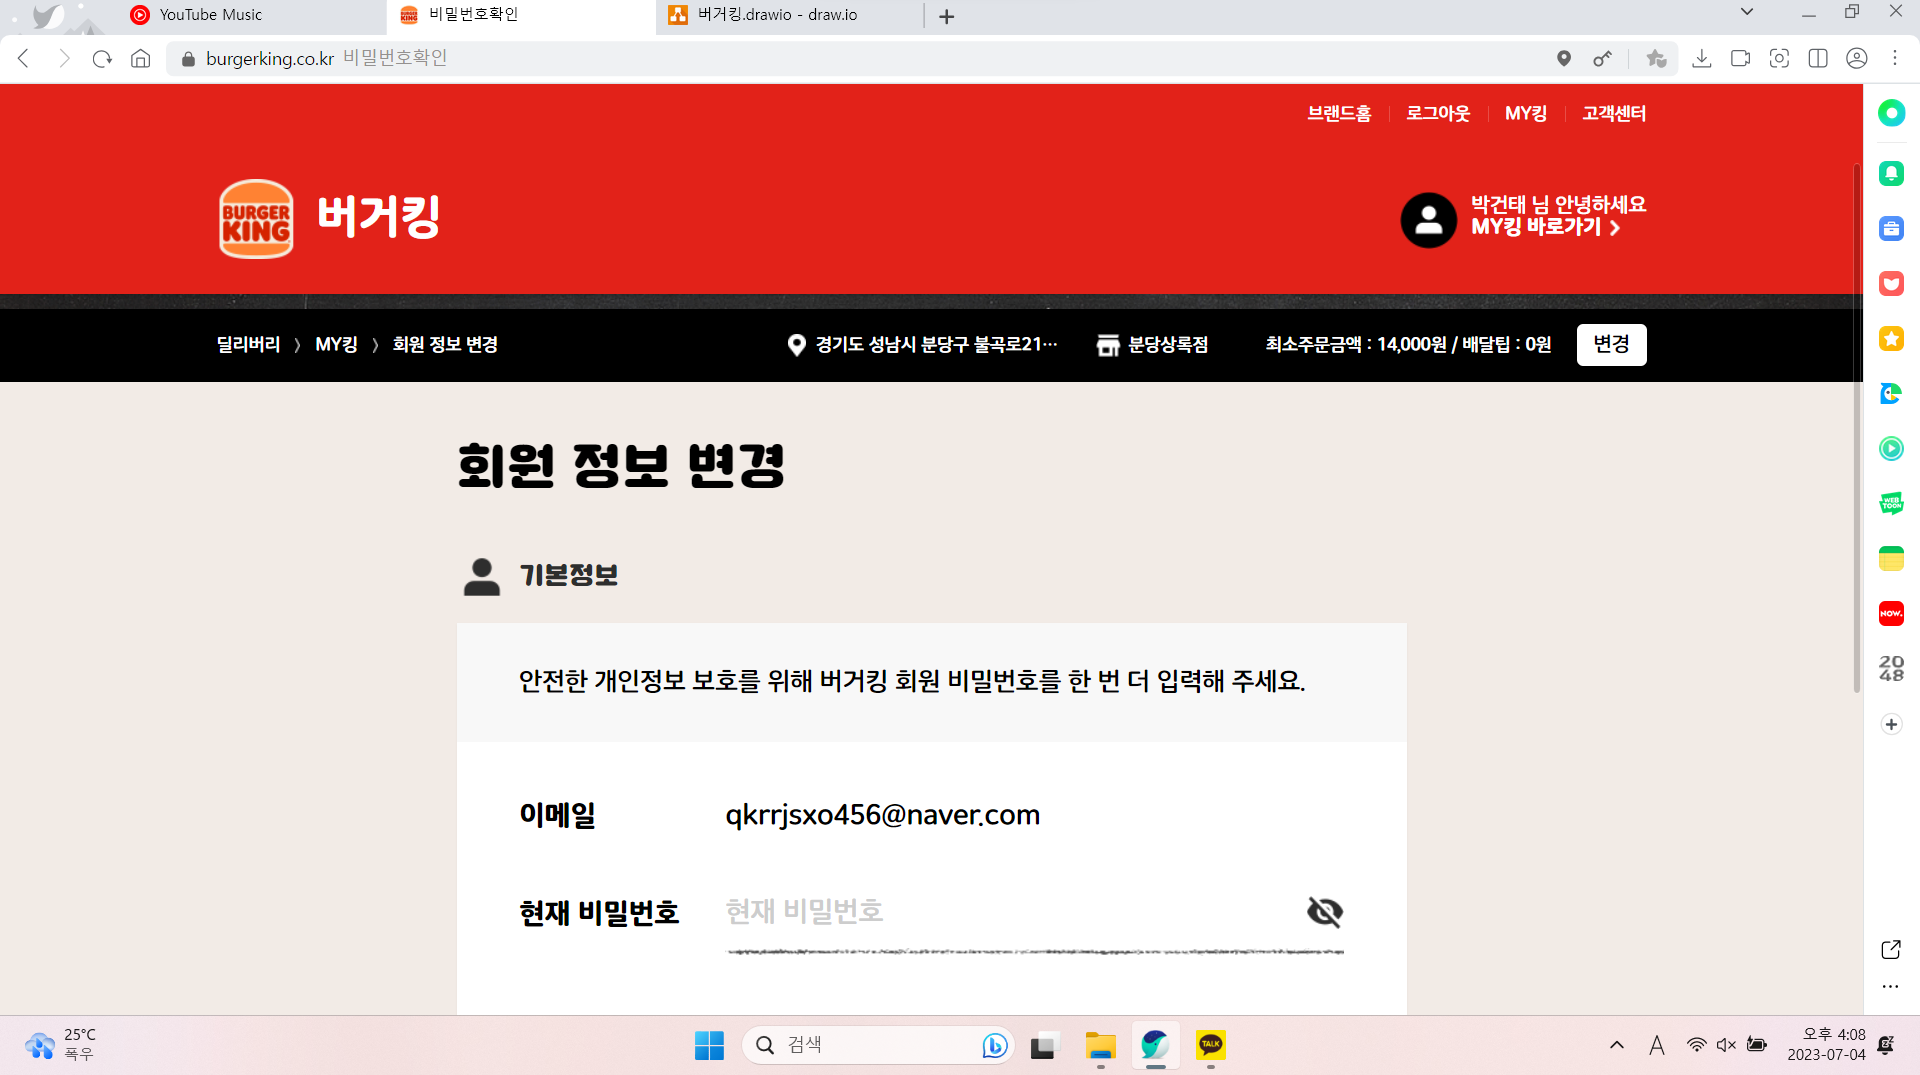 YouTube Music
비밀번호확인
버거킹.drawio - draw.io
burgerking.co.kr 비밀번호확인
브랜드홈
로그아웃
MY킹
고객센터
BURGER KING
버거킹
박건태 님 안녕하세요
MY킹 바로가기
딜리버리 > MY킹 > 회원 정보 변경
경기도 성남시 분당구 불곡로21…
분당상록점
최소주문금액 : 14,000원 / 배달팁 : 0원
변경
회원 정보 변경
기본정보
안전한 개인정보 보호를 위해 버거킹 회원 비밀번호를 한 번 더 입력해 주세요.
이메일
qkrrjsxo456@naver.com
현재 비밀번호
현재 비밀번호
WEB
TOON
NOW.
20
48
25°C
폭우
검색
TALK
A
오후 4:08
2023-07-04